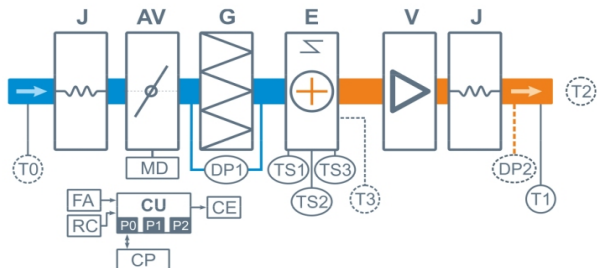 J AV G E V J
T2
T0 MD DP1 TS1 TS3 DP2
TS2 T3 T1
FA CU CE
RC P0 P1 P2
CP